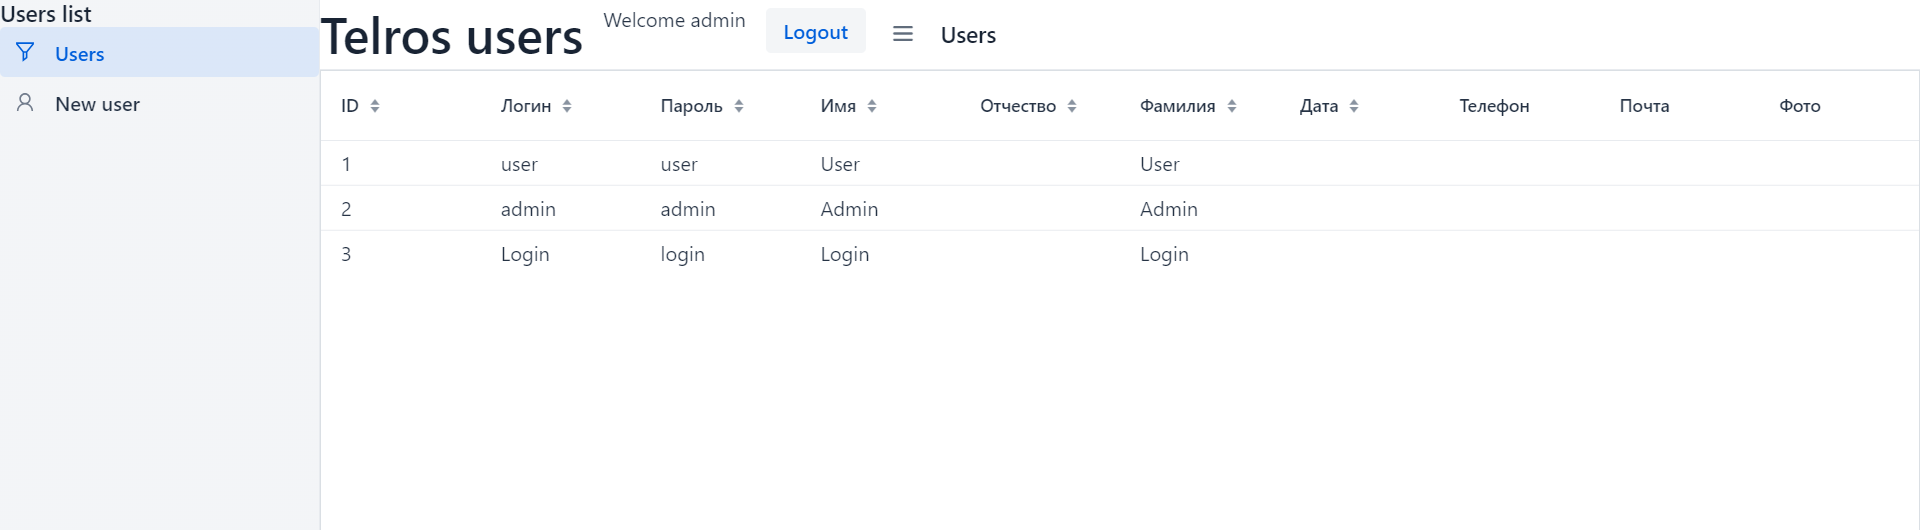 Users list
Users
New user
Telros users Welcome admin Logout Users
ID Логин Пароль Имя Отчество Фамилия Дата Телефон Почта Фото
1 user user User User
2 admin admin Admin Admin
3 Login login Login Login